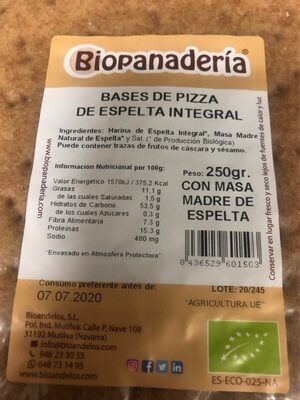 Biopanadería
BASES DE PIZZA
DE ESPELTA INTEGRAL
Ingredientes: Harina de Espelta Integral*, Masa Madre
Natural de Espelta* y Sal. (* de Producción Biológica)
Puede contener trazas de frutos de cáscara y sésamo.
Información Nutricional por 100g:
Valor Energético 1570kJ / 375,2 Kcal
Grasas 11,1 g
de las cuales Saturadas 1,5 g
Hidratos de Carbono 53,5 g
de los cuales Azúcares 0,3 g
Fibra Alimentaria 7,3 g
Proteinas 15,3 g
Sodio 480 mg
"Envasado en Atmósfera Protectora"
Peso: 250gr.
CON MASA
MADRE DE
ESPELTA
8 436529 601503
Consumo preferente antes de:
07.07.2020
LOTE: 20/245
"AGRICULTURA UE"
Bioandelos, S.L.
Pol. Ind. Mutilva, Calle P, Nave 108
31192 Mutilva (Navarra)
info@bioandelos.com
948 23 30 55
648 73 14 95
www.bioandelos.com
ES-ECO-025-NA
www.biopanaderia.com
Conservar en lugar fresco y seco lejos de fuentes de calor y luz